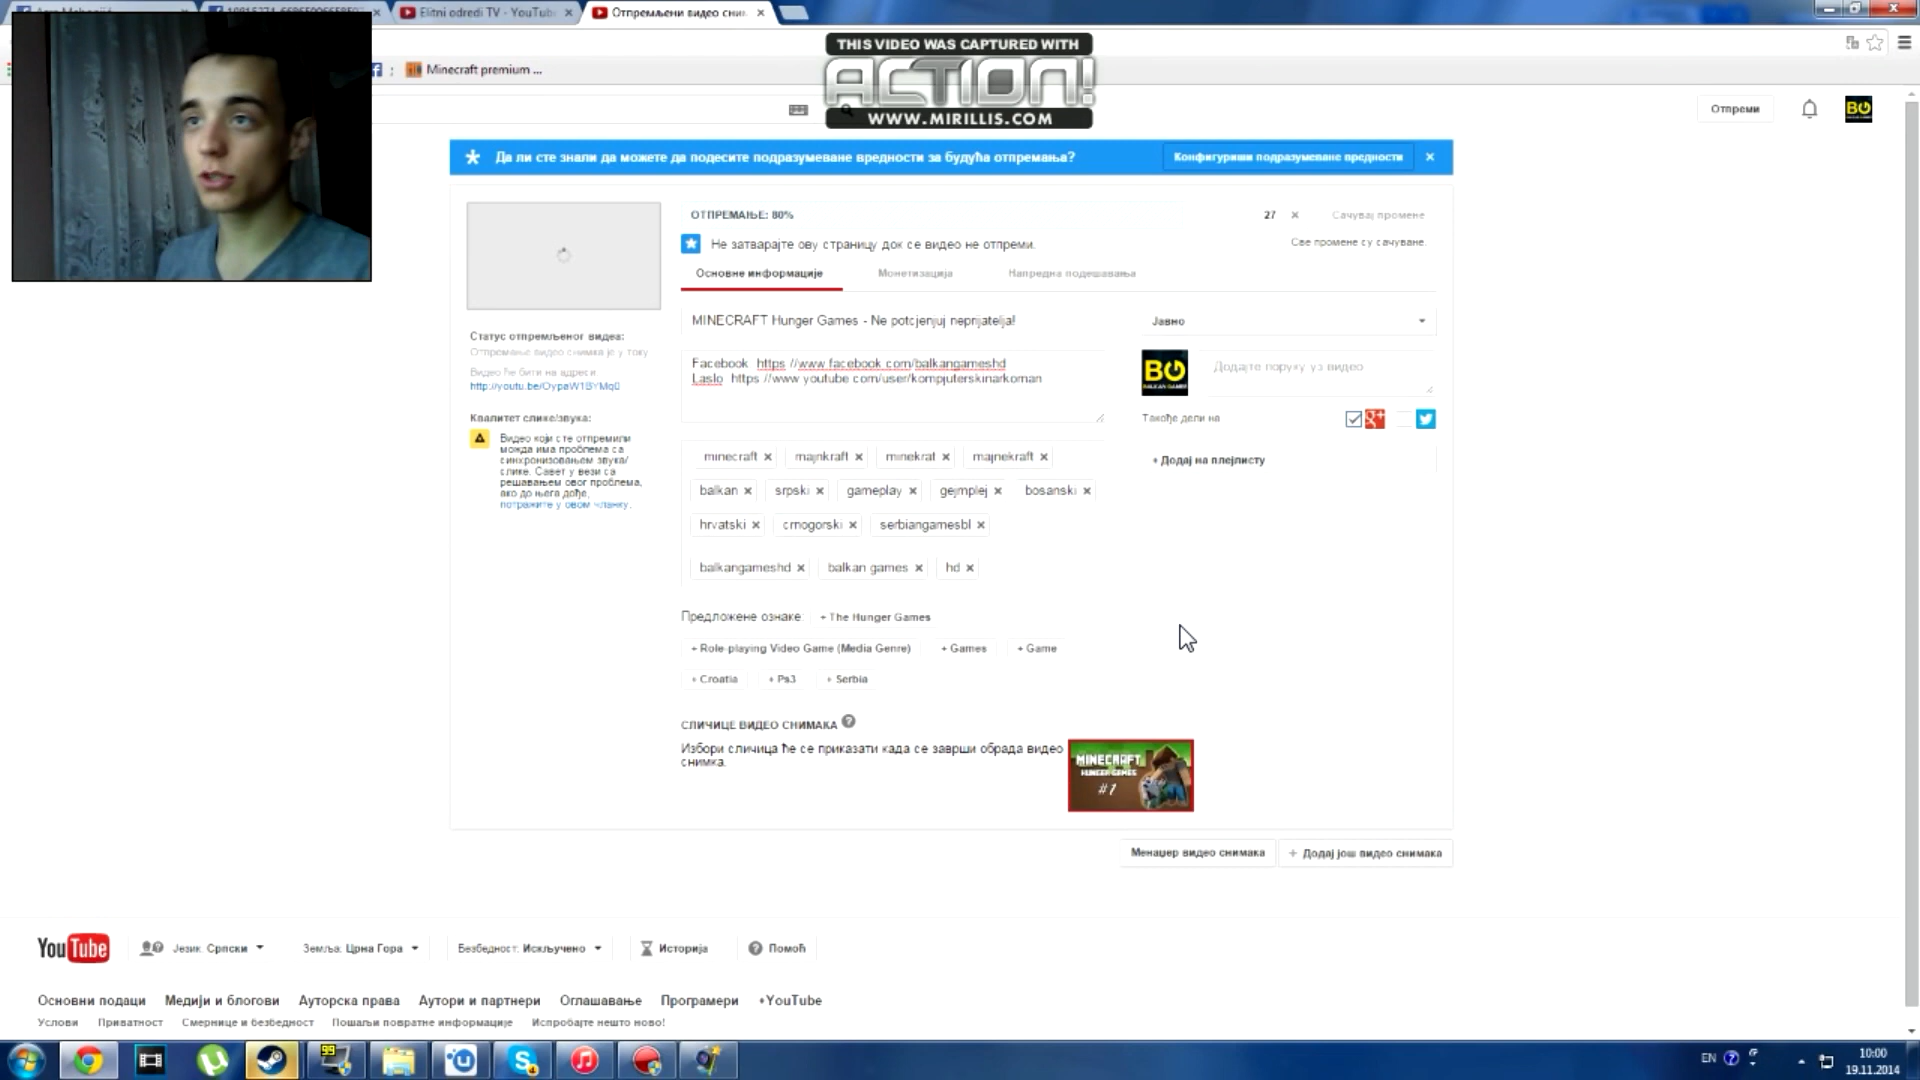 Elitni odredi TV - YouTub
Отпремљени видео сни
THIS VIDEO WAS CAPTURED WITH
ACTION!
WWW.MIRILLIS.COM
Minecraft premium ...
Отпреми
BG
Да ли сте знали да можете да подесите подразумеване вредности за будућа отпремања?
Конфигуриши подразумеване вредности
ОТПРЕМАЊЕ: 80%
27
Сачувај промене
Не затварајте ову страницу док се видео не отпреми.
Све промене су сачуване.
Основне информације
Монетизација
Напредна подешавања
MINECRAFT Hunger Games - Ne potcjenjuj neprijatelja!
Јавно
Статус отпремљеног видеа:
Отпремање видео снимка је у току
Видео ће бити на адреси:
Facebook https //www.facebook.com/balkangameshd
Laslo https //www youtube com/user/kompjuterskinarkoman
BG
BALKAN GAMES
Додајте поруку уз видео
Такође дели на
Квалитет слике/звука:
Видео који сте отпремили
можда има проблема са
синхронизовањем звука/
слике. Савет у вези са
решавањем овог проблема,
ако до њега дође,
потражите у овом чланку.
minecraft
majnkraft
minekraf
majnekraft
+ Додај на плејлисту
balkan
srpski
gameplay
gejmplej
bosanski
hrvatski
crnogorski
serbiangamesbl
balkangameshd
balkan games
hd
Предложене ознаке:
+ The Hunger Games
+ Role-playing Video Game (Media Genre)
+ Games
+ Game
+ Croatia
+ Ps3
+ Serbia
СЛИЧИЦЕ ВИДЕО СНИМАКА
Избори сличица ће се приказати када се заврши обрада видео
снимка.
MINECRAFT
HUNGER GAMES
#1
Менаџер видео снимака
+ Додај још видео снимака
YouTube
Језик: Српски
Земља: Црна Гора
Безбедност: Искључено
Историја
Помоћ
Основни подаци
Медији и блогови
Ауторска права
Аутори и партнери
Оглашавање
Програмери
+YouTube
Услови
Приватност
Смернице и безбедност
Пошаљи повратне информације
Испробајте нешто ново!
99
EN
10:00
19.11.2014